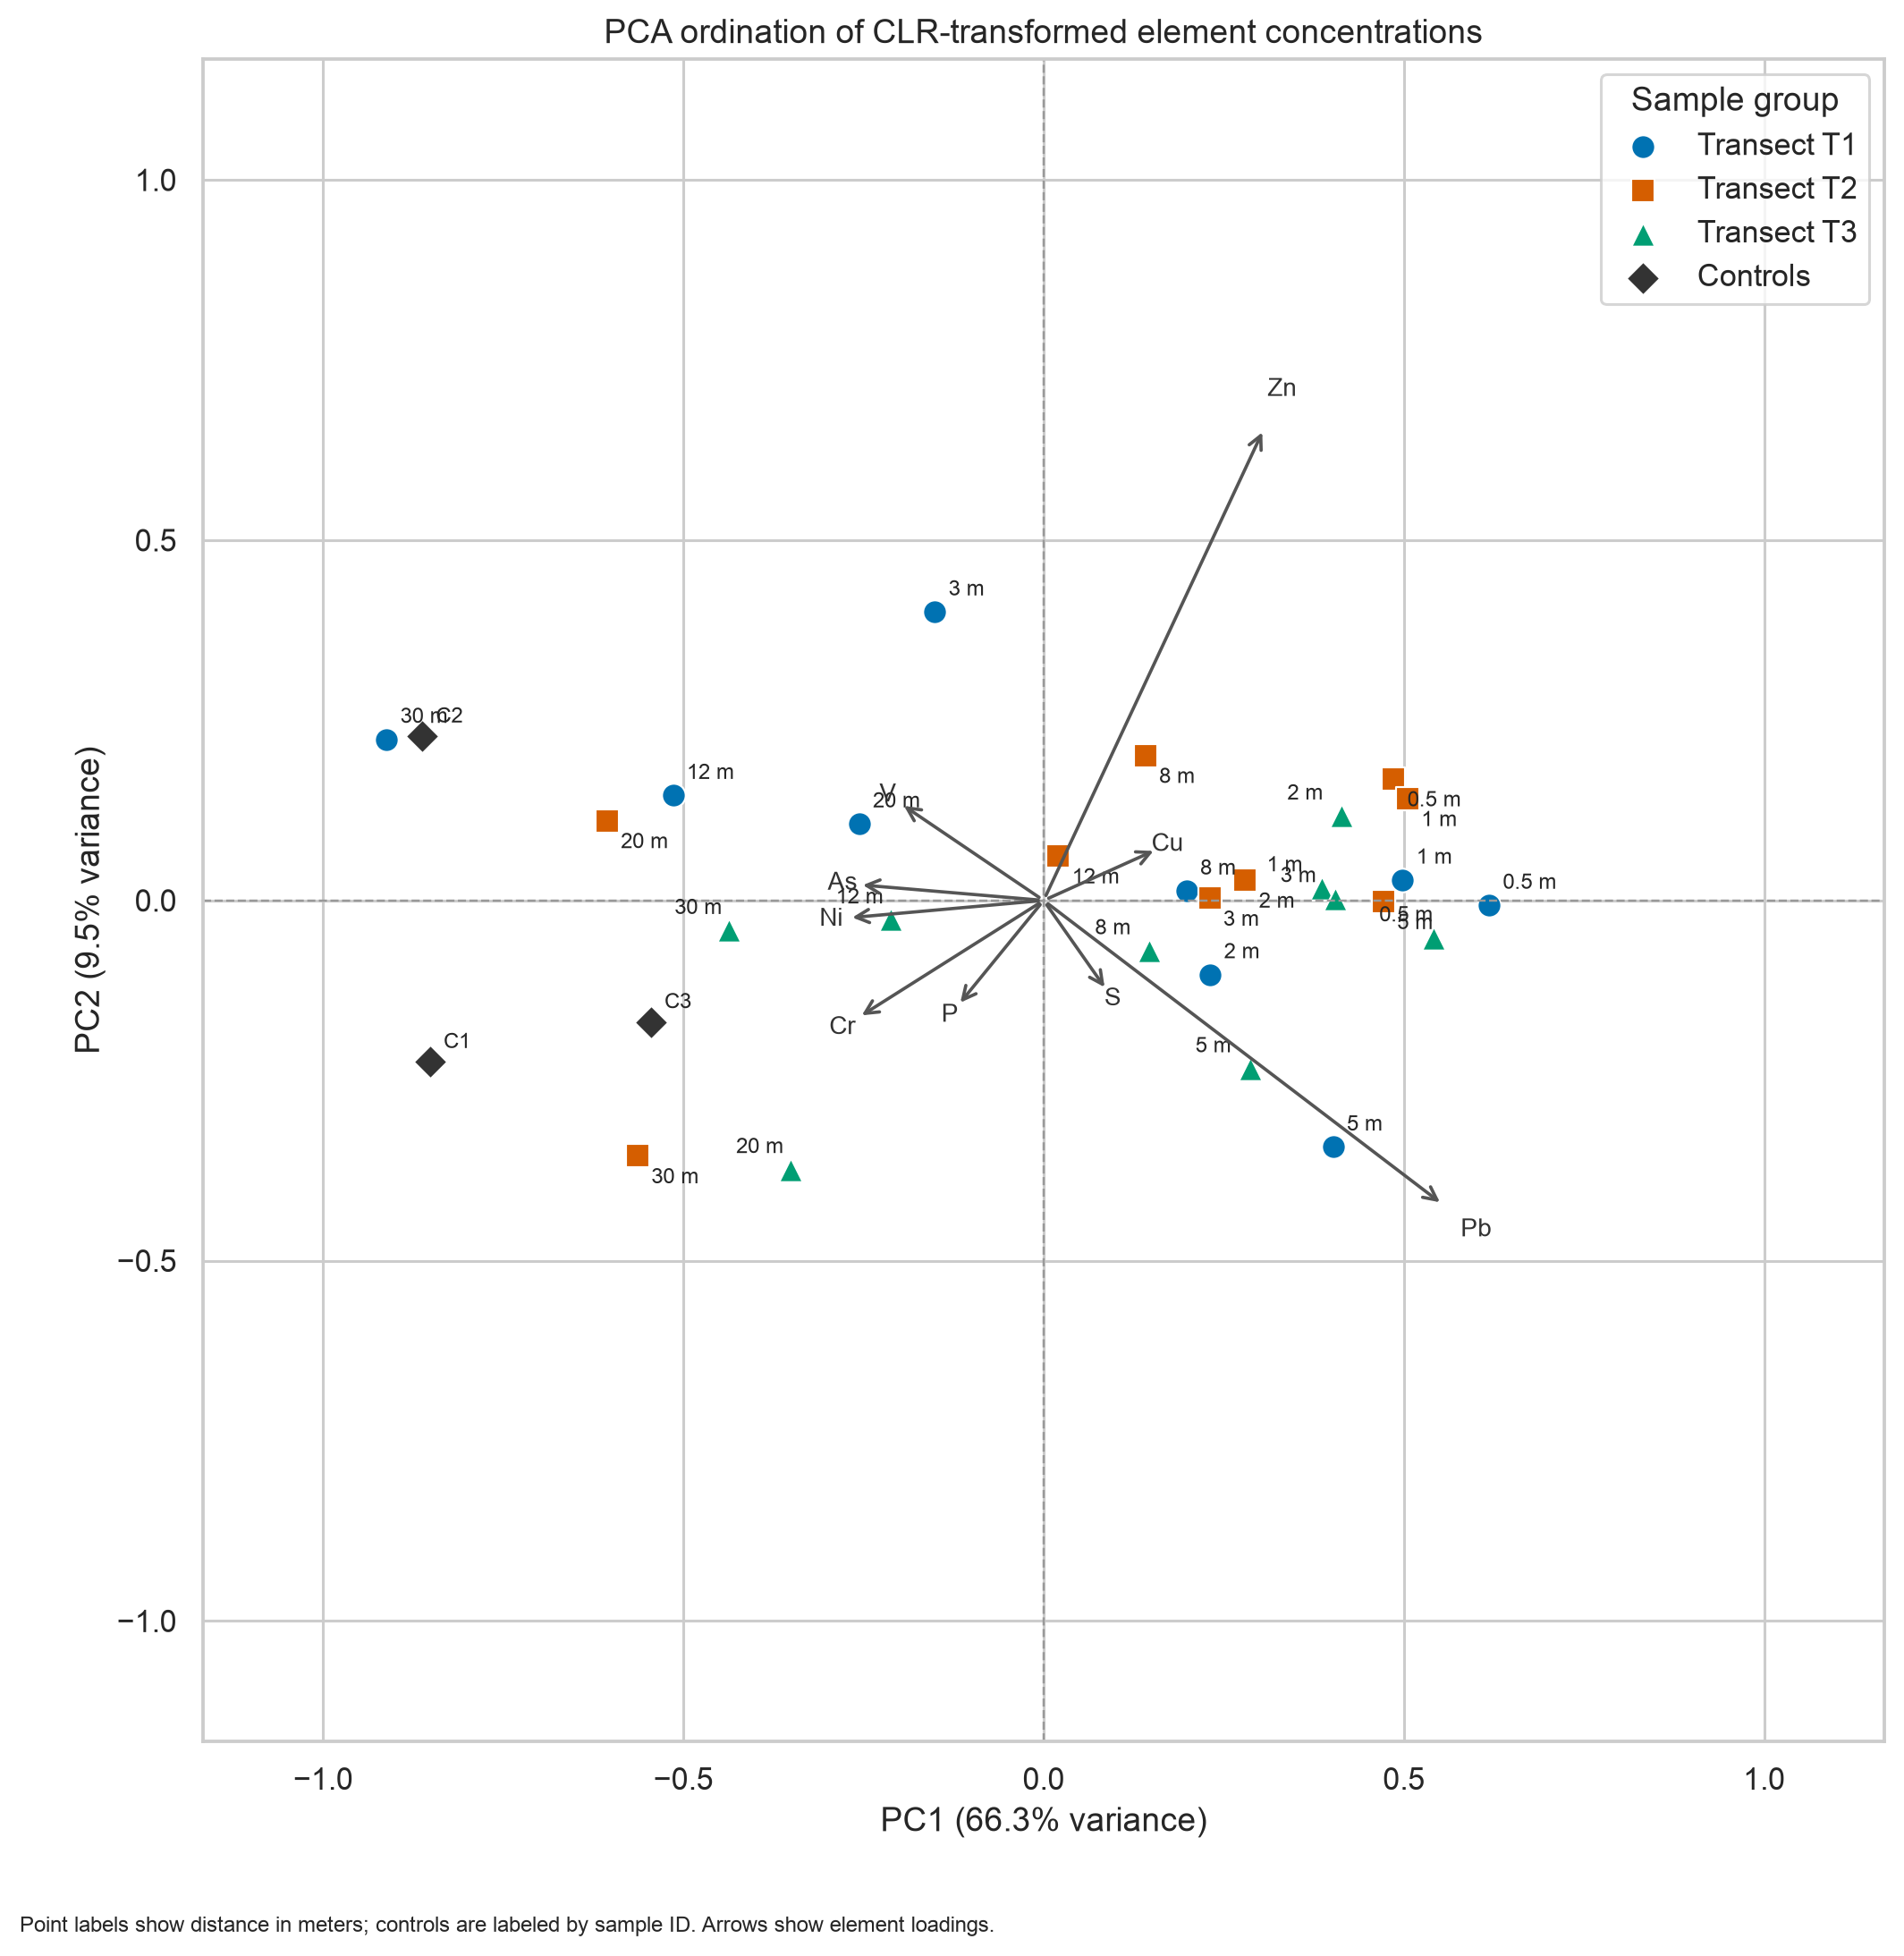 PCA ordination of CLR-transformed element concentrations
Sample group
Transect T1
Transect T2
Transect T3
Controls
1.0
0.5
0.0
−0.5
−1.0
PC2 (9.5% variance)
Zn
3 m
30 m
C2
12 m
V
20 m
8 m
2 m
0.5 m
1 m
20 m
Cu
1 m
8 m
1 m
3 m
0.5 m
As
12 m
12 m
2 m
30 m
Ni
3 m
0.5 m
5 m
8 m
2 m
C3
S
P
Cr
C1
5 m
5 m
20 m
30 m
Pb
−1.0
−0.5
0.0
0.5
1.0
PC1 (66.3% variance)
Point labels show distance in meters; controls are labeled by sample ID. Arrows show element loadings.